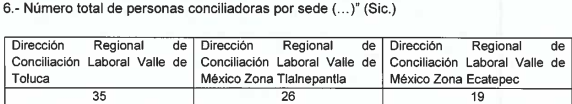 6.- Número total de personas conciliadoras por sede (...)" (Sic.)
Dirección Regional de Conciliación Laboral Valle de Toluca
Dirección Regional de Conciliación Laboral Valle de México Zona Tlalnepantla
Dirección Regional de Conciliación Laboral Valle de México Zona Ecatepec
35 26 19